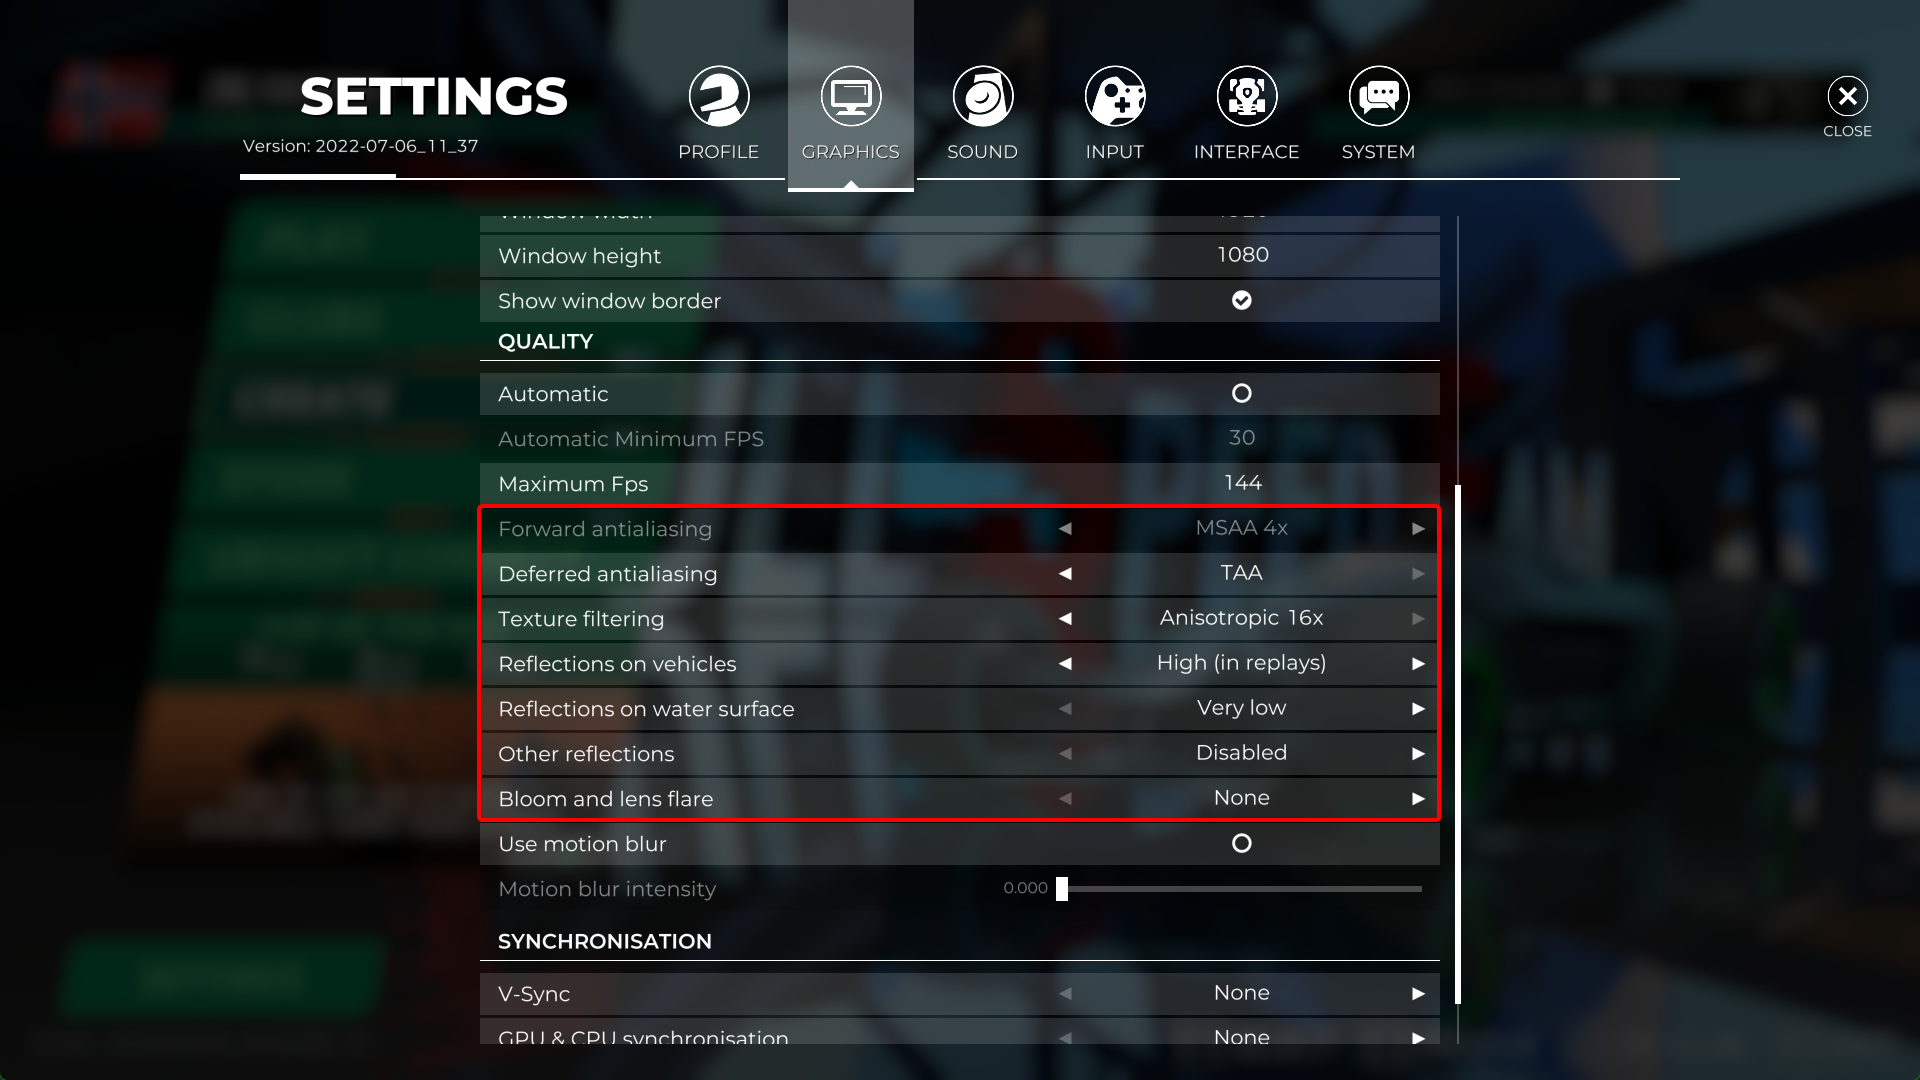 SETTINGS
Version: 2022-07-06_11_37
PROFILE
GRAPHICS
SOUND
INPUT
INTERFACE
SYSTEM
CLOSE
Window width
Window height 1080
Show window border
QUALITY
Automatic
Automatic Minimum FPS 30
Maximum Fps 144
Forward antialiasing MSAA 4x
Deferred antialiasing TAA
Texture filtering Anisotropic 16x
Reflections on vehicles High (in replays)
Reflections on water surface Very low
Other reflections Disabled
Bloom and lens flare None
Use motion blur
Motion blur intensity 0.000
SYNCHRONISATION
V-Sync None
GPU & CPU synchronisation None